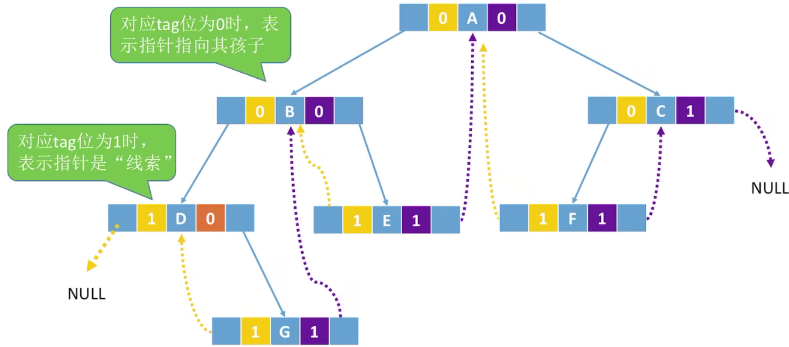 对应tag位为0时，表
示指针指向其孩子
0 A 0
0 B 0
0 C 1
对应tag位为1时，
表示指针是“线索”
NULL
1 D 0
1 E 1
1 F 1
NULL
1 G 1